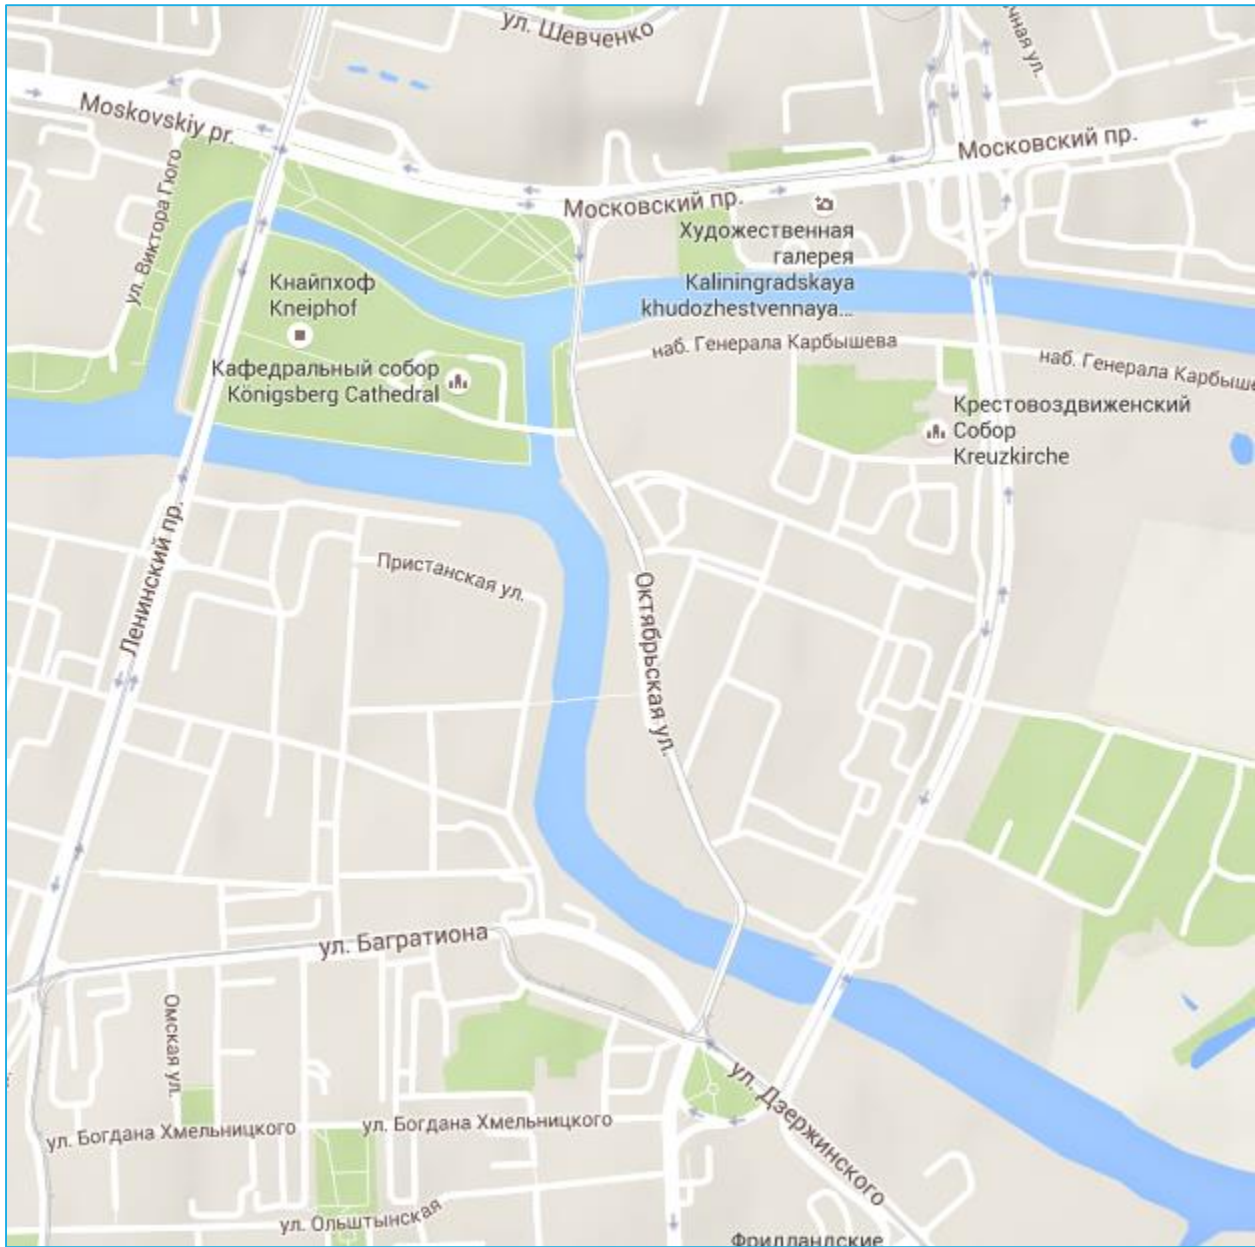 ул. Шевченко
чная ул.
Moskovskiy pr.
Московский пр.
ул. Виктора Гюго
Московский пр.
Художественная
галерея
Kaliningradskaya
khudozhestvennaya...
Кнайпхоф
Kneiphof
наб. Генерала Карбышева
наб. Генерала Карбыше
Кафедральный собор
Königsberg Cathedral
Крестовоздвиженский
Собор
Kreuzkirche
Ленинский пр.
Пристанская ул.
Октябрьская ул.
ул. Багратиона
Омская ул.
ул. Дзержинского
ул. Богдана Хмельницкого
ул. Богдана Хмельницкого
ул. Ольштынская
Фридландские